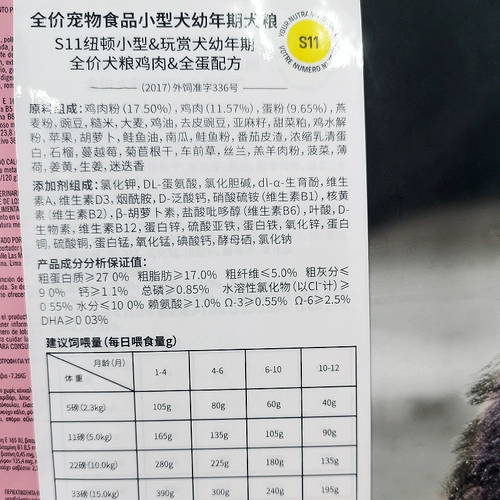 全价宠物食品小型犬幼年期犬粮
S11纽顿小型&玩赏犬幼年期
全价犬粮鸡肉&全蛋配方
(2017)外饲准字336号
YOUR NUTRAM NUMBER
S11
VOTRE NUMÉRO N
原料组成:鸡肉粉(17.50%),鸡肉(11.57%),蛋粉(9.65%),燕
麦粉,豌豆,糙米,大麦,鸡油,去皮豌豆,亚麻籽,甜菜粕,鸡水解
粉,苹果,胡萝卜,鲑鱼油,南瓜,鲑鱼粉,番茄皮渣,浓缩乳清蛋
白,石榴,蔓越莓,菊苣根干,车前草,丝兰,羔羊肉粉,菠菜,薄
荷,姜黄,生姜,迷迭香
添加剂组成:氯化钾,DL-蛋氨酸,氯化胆碱,dl-α-生育酚,维生
素A,维生素D3,烟酰胺,D-泛酸钙,硝酸硫胺(维生素B1),核黄
素(维生素B2),β-胡萝卜素,盐酸吡哆醇(维生素B6),叶酸,D-
生物素,维生素B12,蛋白锌,硫酸亚铁,蛋白铁,氧化锌,蛋白
铜,硫酸铜,蛋白锰,氧化锰,碘酸钙,酵母硒,氯化钠
产品成分分析保证值:
粗蛋白质≥27.0% 粗脂肪≥17.0% 粗纤维≤5.0% 粗灰分≤
9.0% 钙≥1.1% 总磷≥0.85% 水溶性氯化物(以Cl⁻计)≥
0.55% 水分≤10.0% 赖氨酸≥1.0% Ω-3≥0.55% Ω-6≥2.5%
DHA≥0.03%
建议饲喂量(每日喂食量g)
月龄(月) 1-4 4-6 6-10 10-12
体重
5磅(2.3kg) 105g 80g 60g 40g
11磅(5.0kg) 165g 135g 105g 90g
22磅(10.0kg) 280g 225g 180g 135g
33磅(15.0kg) 390g 300g 240g 195g